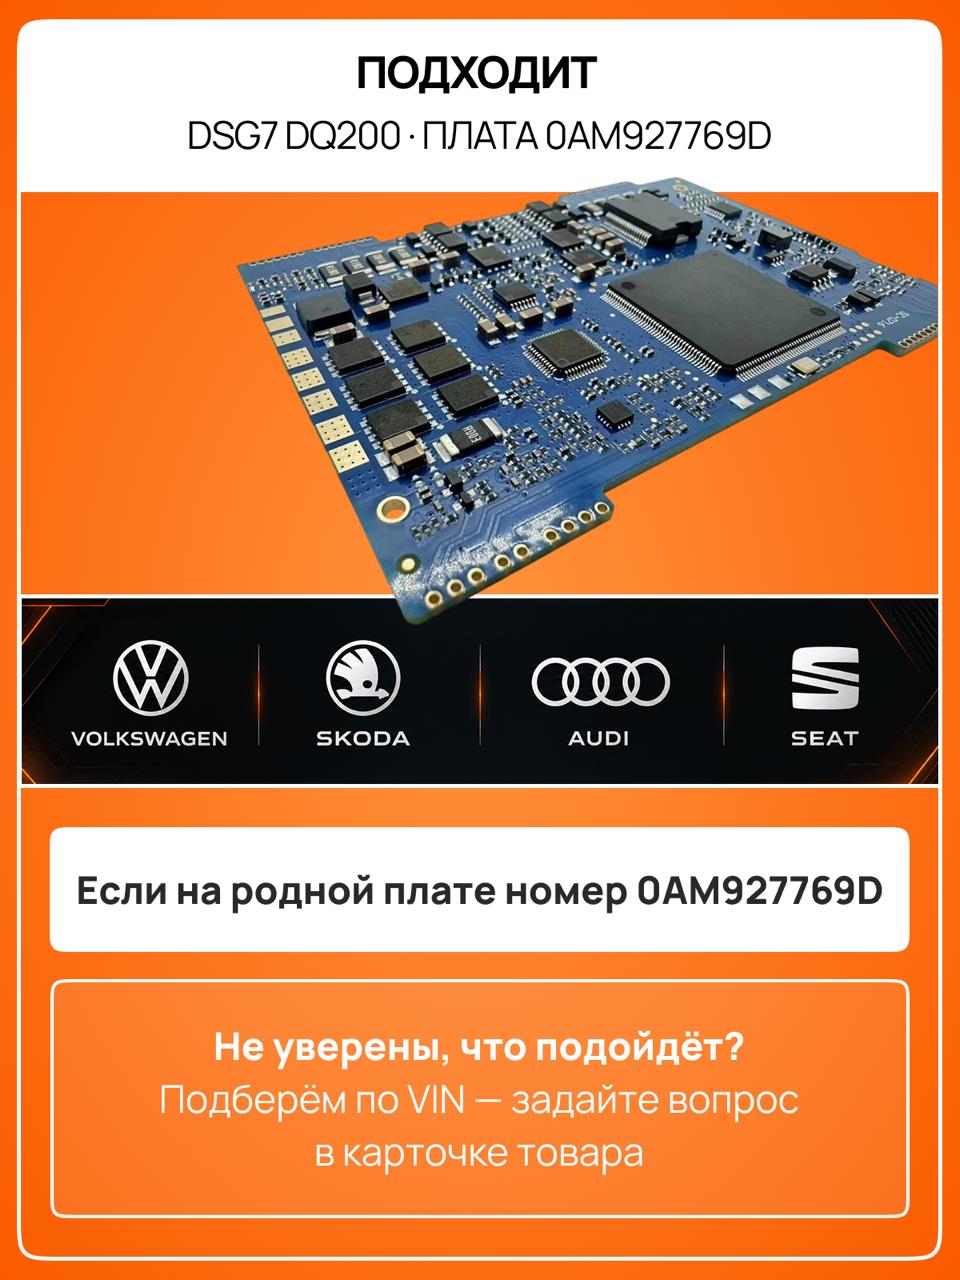 ПОДХОДИТ
DSG7 DQ200 · ПЛАТА 0AM927769D
R003
VOLKSWAGEN
SKODA
AUDI
SEAT
Если на родной плате номер 0AM927769D
Не уверены, что подойдёт?
Подберём по VIN — задайте вопрос
в карточке товара